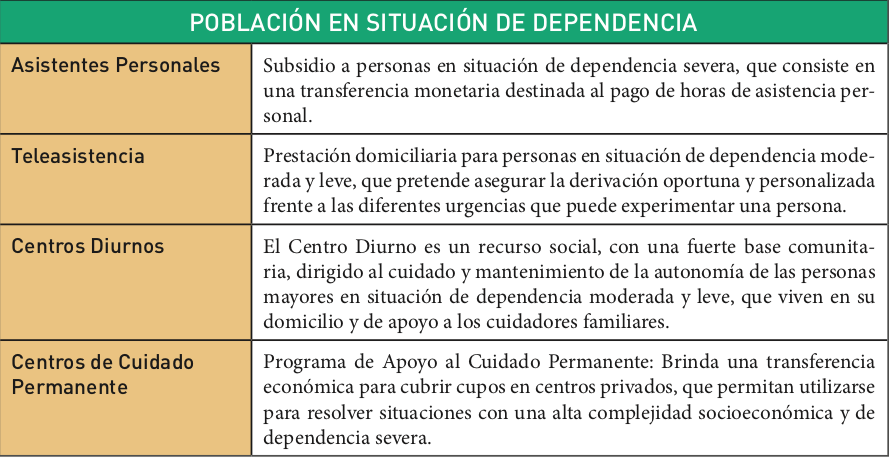 POBLACIÓN EN SITUACIÓN DE DEPENDENCIA
Asistentes Personales
Subsidio a personas en situación de dependencia severa, que consiste en
una transferencia monetaria destinada al pago de horas de asistencia per-
sonal.
Teleasistencia
Prestación domiciliaria para personas en situación de dependencia mode-
rada y leve, que pretende asegurar la derivación oportuna y personalizada
frente a las diferentes urgencias que puede experimentar una persona.
Centros Diurnos
El Centro Diurno es un recurso social, con una fuerte base comunita-
ria, dirigido al cuidado y mantenimiento de la autonomía de las personas
mayores en situación de dependencia moderada y leve, que viven en su
domicilio y de apoyo a los cuidadores familiares.
Centros de Cuidado
Permanente
Programa de Apoyo al Cuidado Permanente: Brinda una transferencia
económica para cubrir cupos en centros privados, que permitan utilizarse
para resolver situaciones con una alta complejidad socioeconómica y de
dependencia severa.